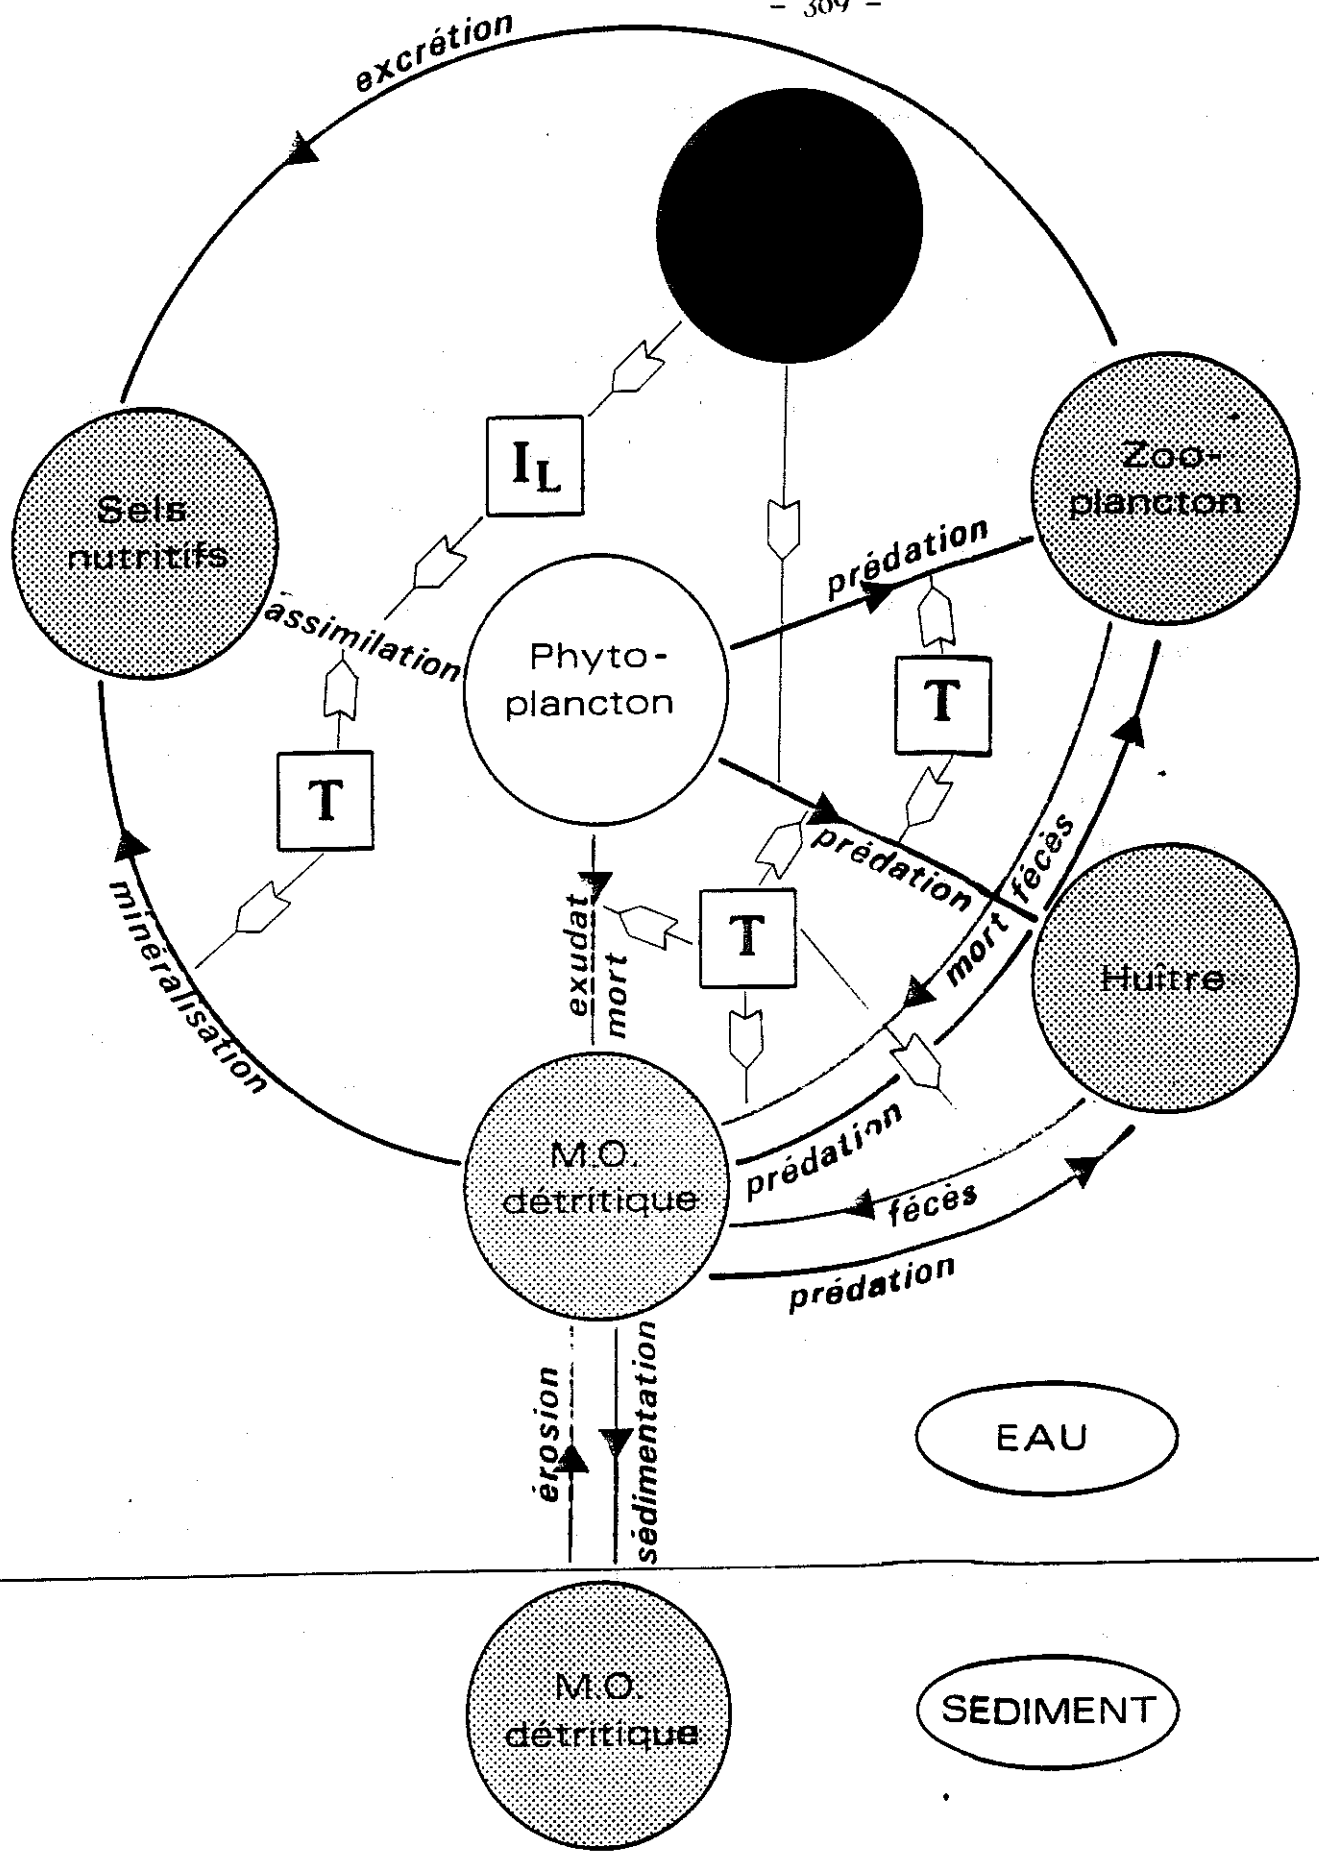 - 309 -
excrétion
Zoo-
plancton
IL
Sels
nutritifs
prédation
assimilation
Phyto-
plancton
T
T
prédation
fécès
mort
minéralisation
exudat
mort
T
Huître
M.O.
détritique
prédation
fécès
prédation
érosion
sédimentation
EAU
M.O.
détritique
SEDIMENT